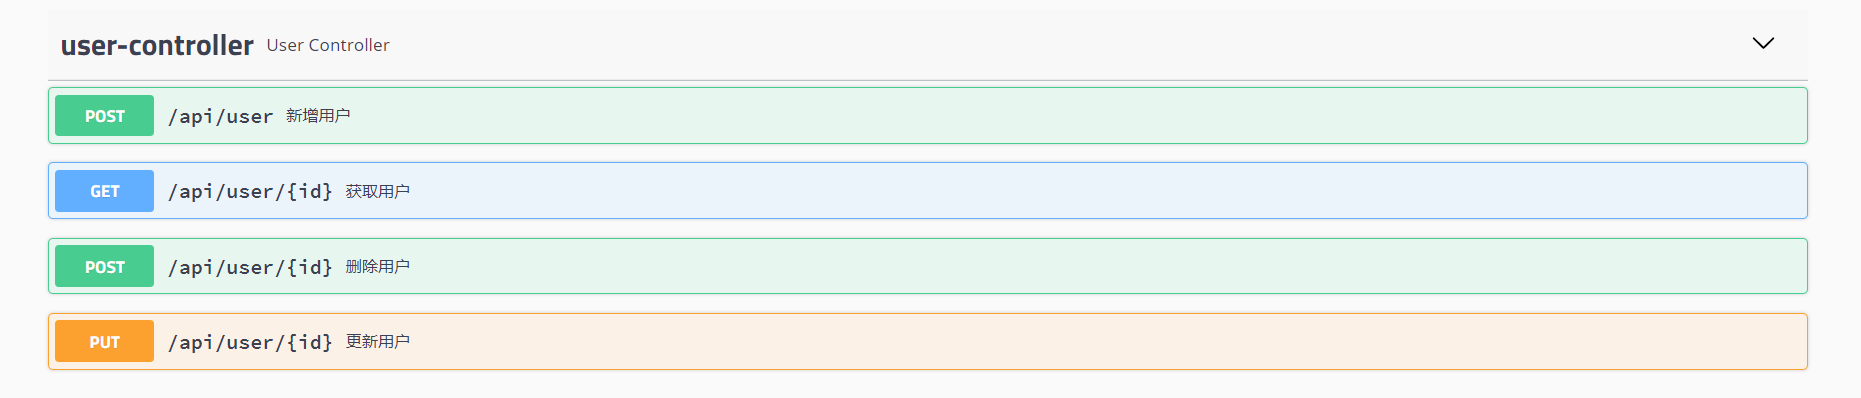 user-controller User Controller
POST /api/user 新增用户
GET /api/user/{id} 获取用户
POST /api/user/{id} 删除用户
PUT /api/user/{id} 更新用户